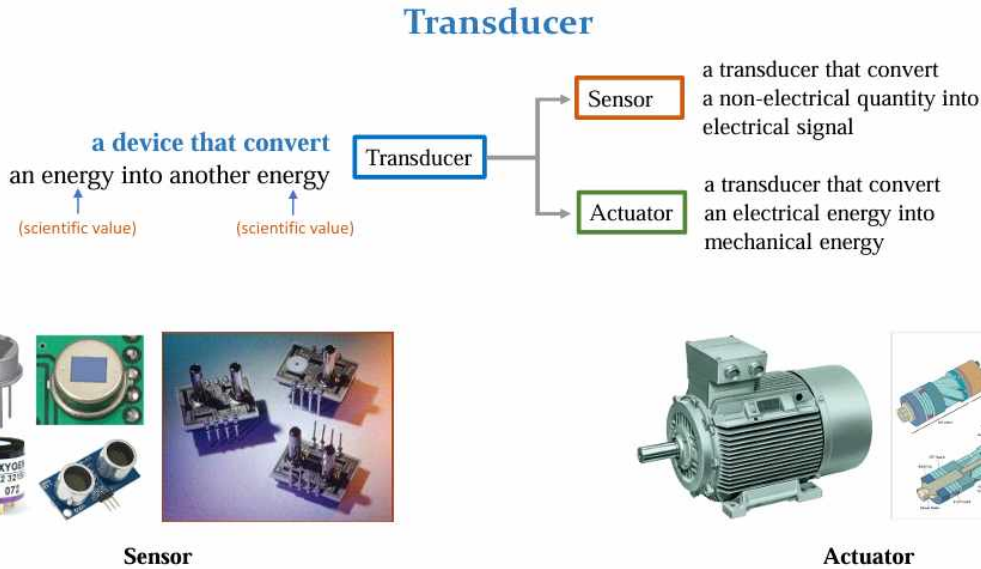 Transducer
a device that convert
an energy into another energy
(scientific value)
(scientific value)
Transducer
Sensor
a transducer that convert
a non-electrical quantity into
electrical signal
Actuator
a transducer that convert
an electrical energy into
mechanical energy
072
Sensor
Actuator